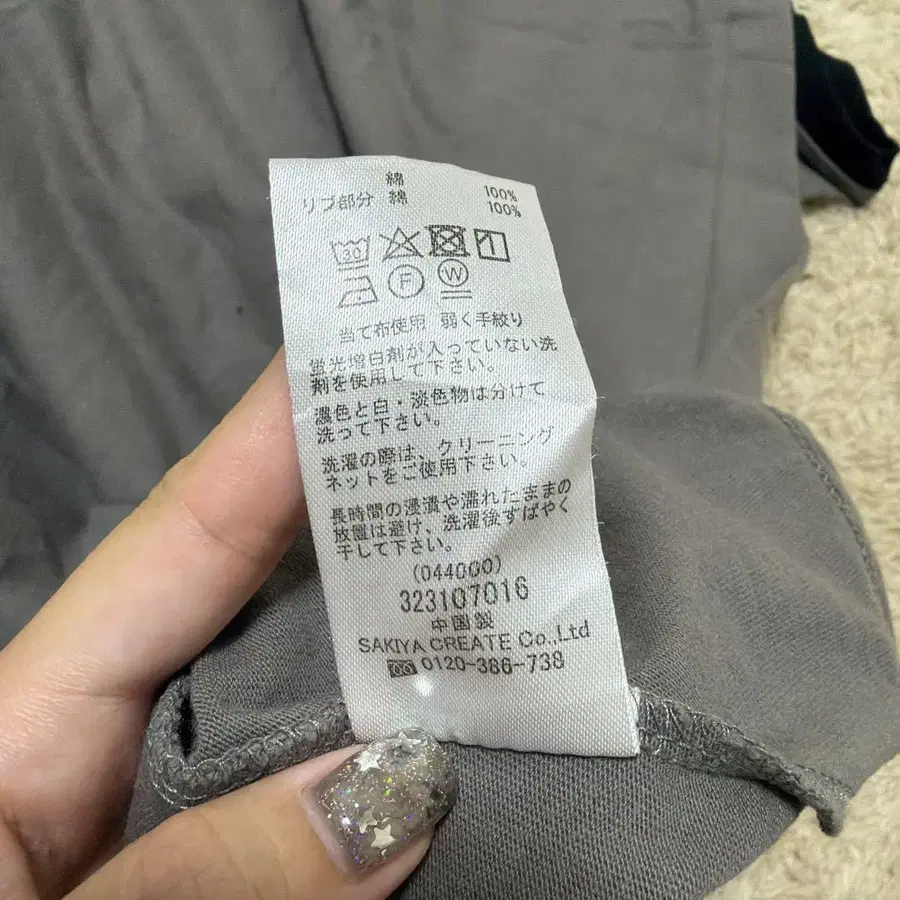 綿 100%
リブ部分 綿 100%
30
F W
当て布使用 弱く手絞り
蛍光増白剤が入っていない洗
剤を使用して下さい。
濃色と白・淡色物は分けて
洗って下さい。
洗濯の際は、クリーニング
ネットをご使用下さい。
長時間の浸漬や濡れたままの
放置は避け、洗濯後すばやく
干して下さい。
(044000)
323107016
中国製
SAKIYA CREATE Co.,Ltd
0120-386-738